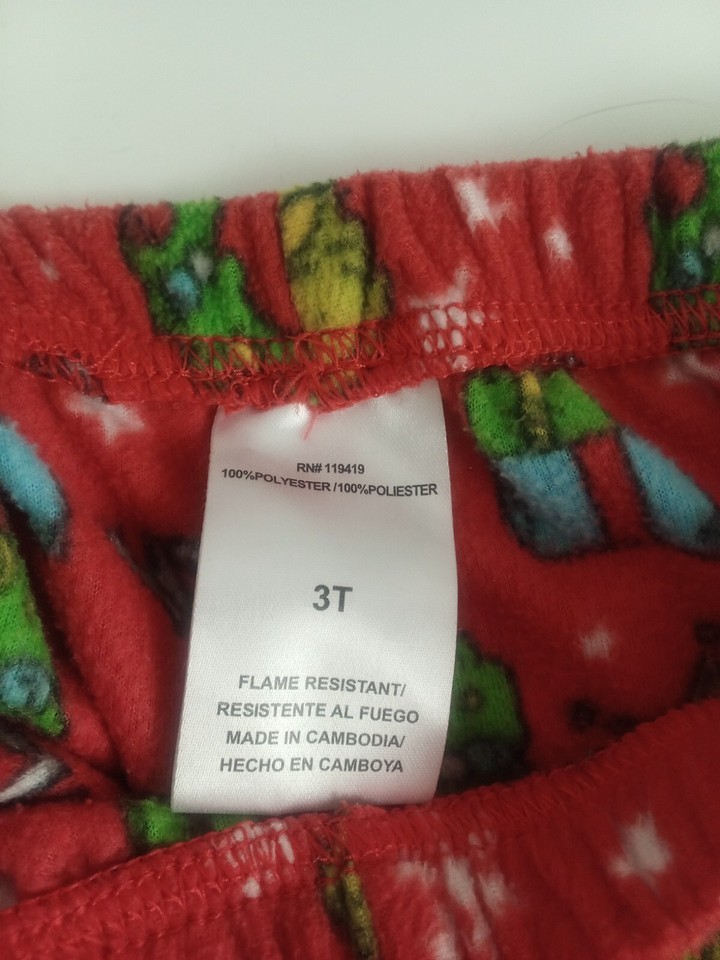 RN# 119419
100%POLYESTER /100%POLIESTER
3T
FLAME RESISTANT/
RESISTENTE AL FUEGO
MADE IN CAMBODIA/
HECHO EN CAMBOYA